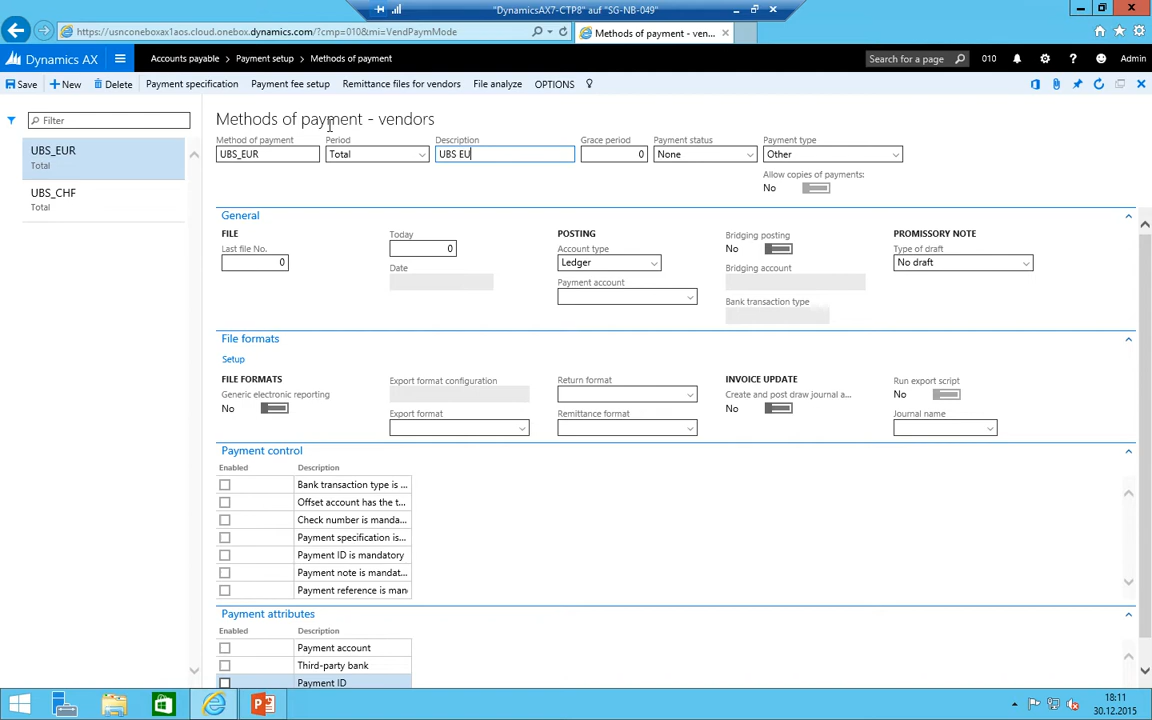 "DynamicsAX7-CTP8" auf "SG-NB-049"
https://usnconeboxax1aos.cloud.onebox.dynamics.com/?cmp=010&mi=VendPaymMode
Methods of payment - ven...
Dynamics AX
Accounts payable > Payment setup > Methods of payment
Search for a page
010
Admin
Save
New
Delete
Payment specification
Payment fee setup
Remittance files for vendors
File analyze
OPTIONS
Filter
UBS_EUR
Total
UBS_CHF
Total
Methods of payment - vendors
Method of payment Period Description Grace period Payment status Payment type
UBS_EUR Total UBS EU 0 None Other
Allow copies of payments:
No
General
FILE
Last file No.
0
Today
0
Date
POSTING
Account type
Ledger
Payment account
Bridging posting
No
Bridging account
Bank transaction type
PROMISSORY NOTE
Type of draft
No draft
File formats
Setup
FILE FORMATS
Generic electronic reporting
No
Export format configuration
Export format
Return format
Remittance format
INVOICE UPDATE
Create and post draw journal a...
No
Run export script
No
Journal name
Payment control
Enabled Description
Bank transaction type is ...
Offset account has the t...
Check number is manda...
Payment specification is...
Payment ID is mandatory
Payment note is mandat...
Payment reference is man
Payment attributes
Enabled Description
Payment account
Third-party bank
Payment ID
18:11
30.12.2015